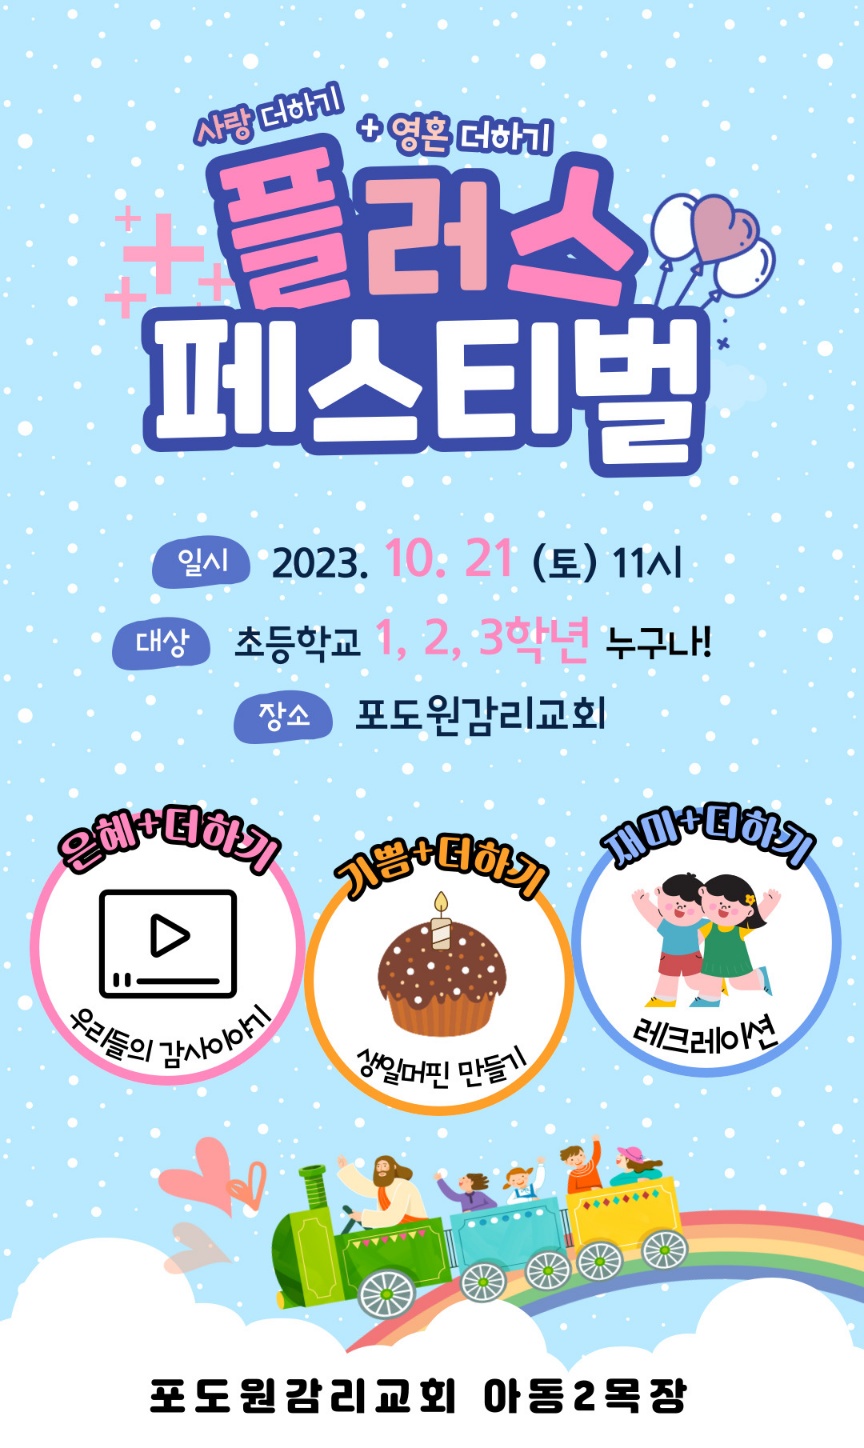 사랑 더하기
+ 영혼 더하기
플러스
페스티벌
일시 2023. 10. 21 (토) 11시
대상 초등학교 1, 2, 3학년 누구나!
장소 포도원감리교회
은혜+더하기
우리들의 감사이야기
기쁨+더하기
생일머핀 만들기
재미+더하기
레크레이션
포도원감리교회 아동2목장